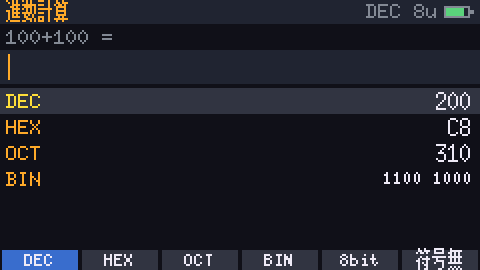 進数計算 DEC 8u
100+100 =
DEC 200
HEX C8
OCT 310
BIN 1100 1000
DEC HEX OCT BIN 8bit 符号無